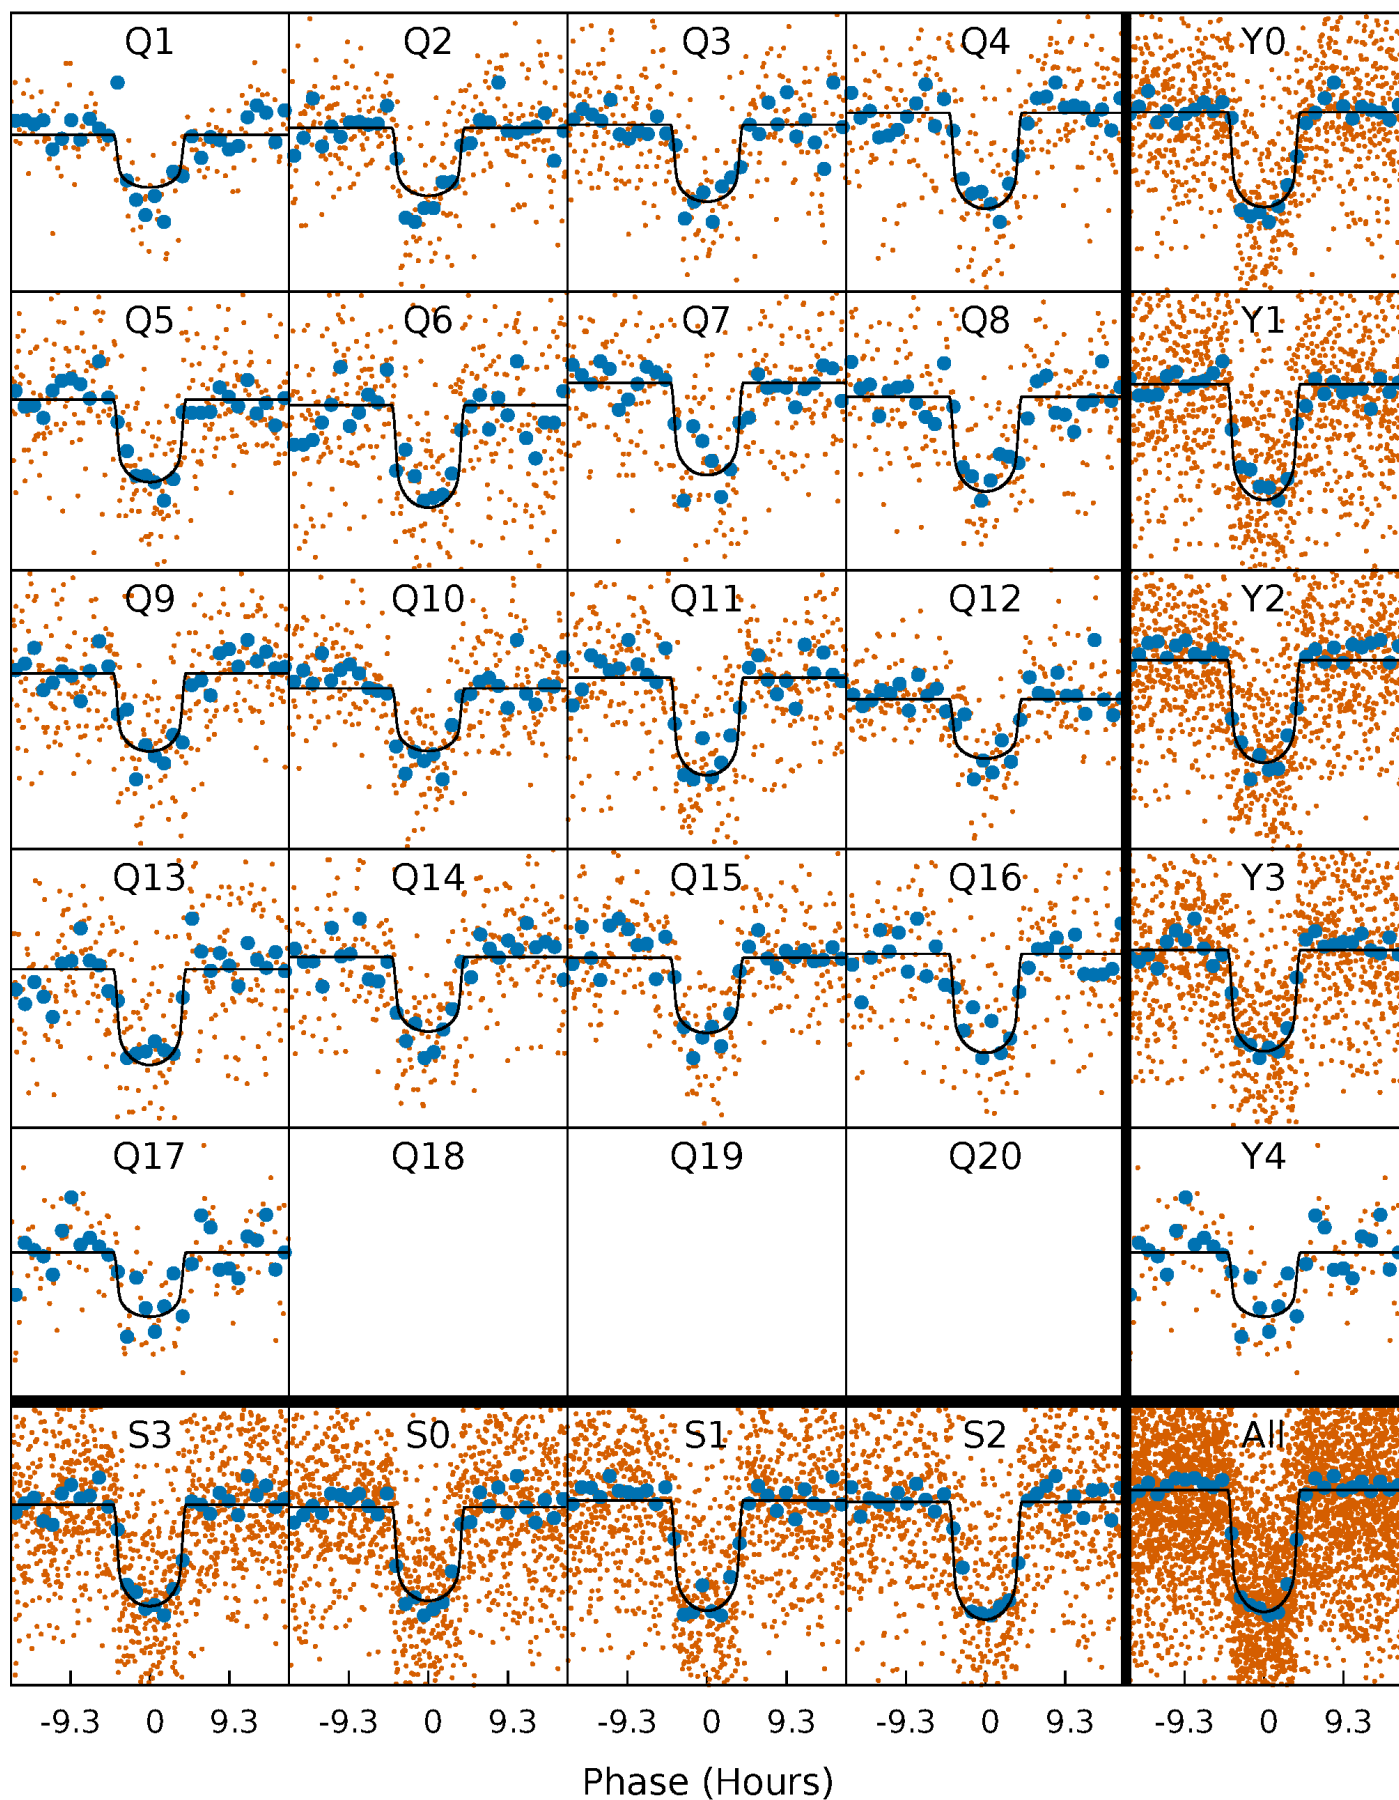 Q1 Q2 Q3 Q4 Y0
Q5 Q6 Q7 Q8 Y1
Q9 Q10 Q11 Q12 Y2
Q13 Q14 Q15 Q16 Y3
Q17 Q18 Q19 Q20 Y4
S3 S0 S1 S2 All
-9.3 0 9.3 -9.3 0 9.3 -9.3 0 9.3 -9.3 0 9.3 -9.3 0 9.3
Phase (Hours)